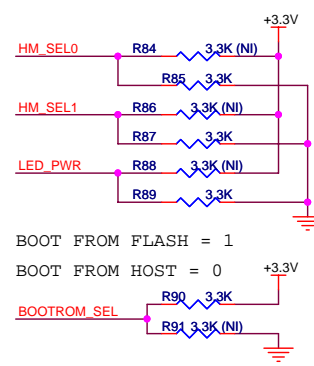 +3.3V
HM_SEL0 R84 3.3K (NI)
R85 3.3K
HM_SEL1 R86 3.3K (NI)
R87 3.3K
LED_PWR R88 3.3K (NI)
R89 3.3K
BOOT FROM FLASH = 1
BOOT FROM HOST = 0
+3.3V
R90 3.3K
BOOTROM_SEL
R91 3.3K (NI)